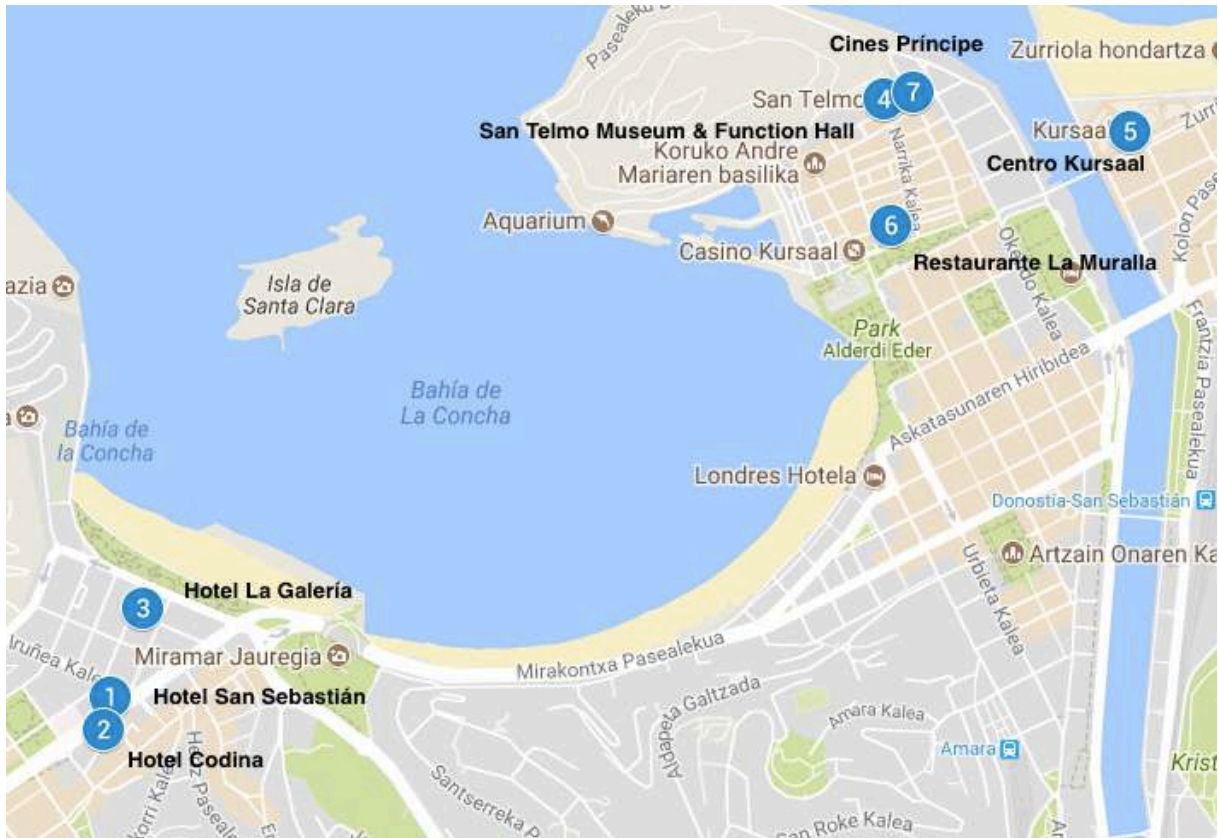 Pasealeku
Cines Príncipe
Zurriola hondartza
San Telmo
4
7
San Telmo Museum & Function Hall
Kursaal
5
Koruko Andre
Mariaren basilika
Narrika Kalea
Centro Kursaal
Aquarium
6
Casino Kursaal
Restaurante La Muralla
Okendo Kalea
Isla de
Santa Clara
Park
Alderdi Eder
Frantzia Pasealekua
Bahía de
La Concha
Askatasunaren Hiribidea
Bahía de
la Concha
Londres Hotela
Donostia-San Sebastián
Artzain Onaren
Urbieta Kalea
Hotel La Galería
3
Miramar Jauregia
Mirakontxa Pasealekua
1
Hotel San Sebastián
2
Hotel Codina
Aldapeta Galtzada
Amara Kalea
Amara
San Roke Kalea